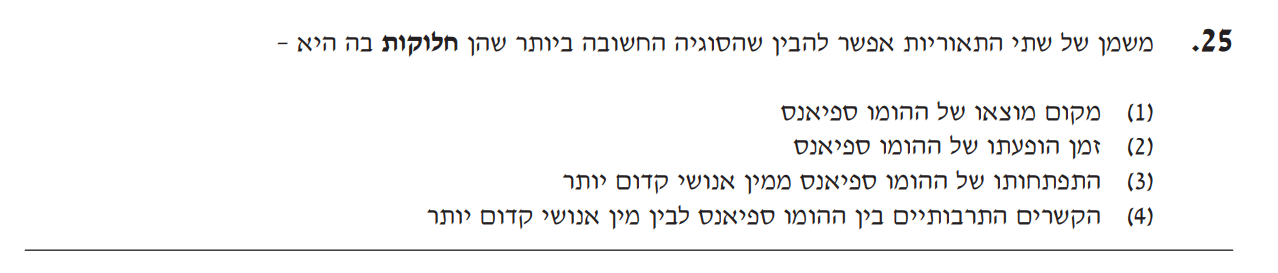 25. משמן של שתי התאוריות אפשר להבין שהסוגיה החשובה ביותר שהן חלוקות בה היא –
(1) מקום מוצאו של ההומו ספיאנס
(2) זמן הופעתו של ההומו ספיאנס
(3) התפתחותו של ההומו ספיאנס ממין אנושי קדום יותר
(4) הקשרים התרבותיים בין ההומו ספיאנס לבין מין אנושי קדום יותר